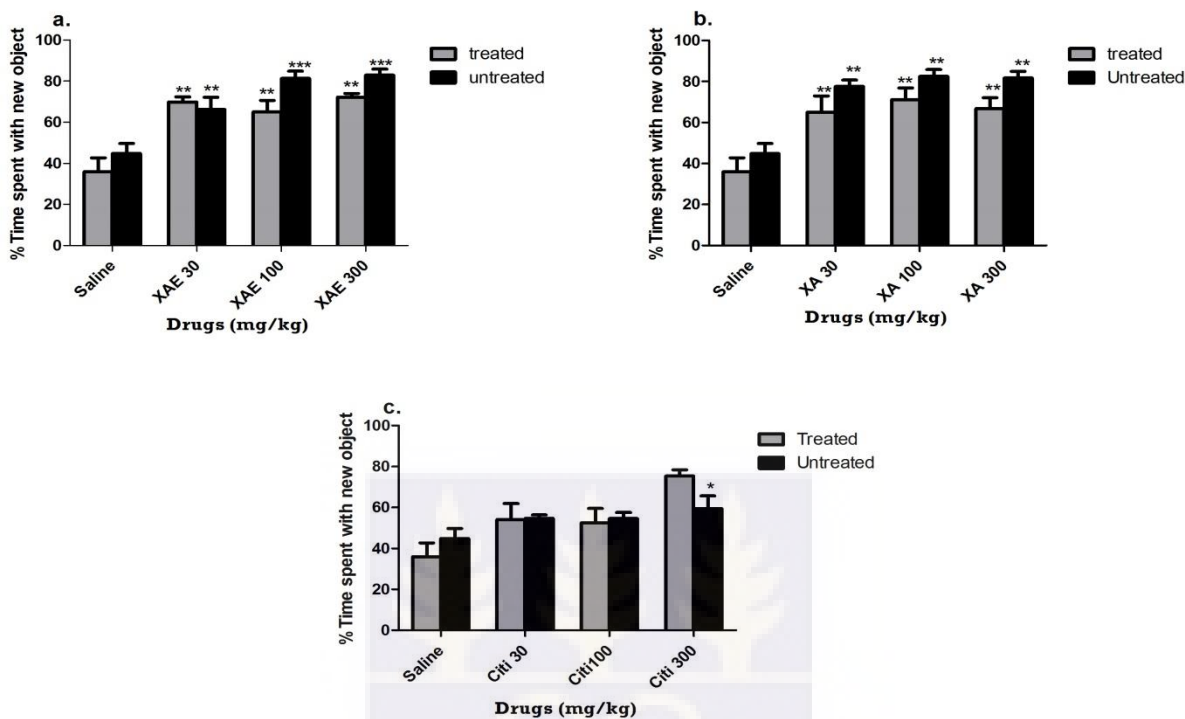 a.
% Time spent with new object
100
80
60
40
20
0
** ** ** *** ** ***
treated
untreated
Saline
XAE 30
XAE 100
XAE 300
Drugs (mg/kg)
b.
% Time spent with new object
100
80
60
40
20
0
** ** ** ** ** **
treated
Untreated
Saline
XA 30
XA 100
XA 300
Drugs (mg/kg)
c.
% Time spent with new object
100
80
60
40
20
0
*
Treated
Untreated
Saline
Citi 30
Citi100
Citi 300
Drugs (mg/kg)